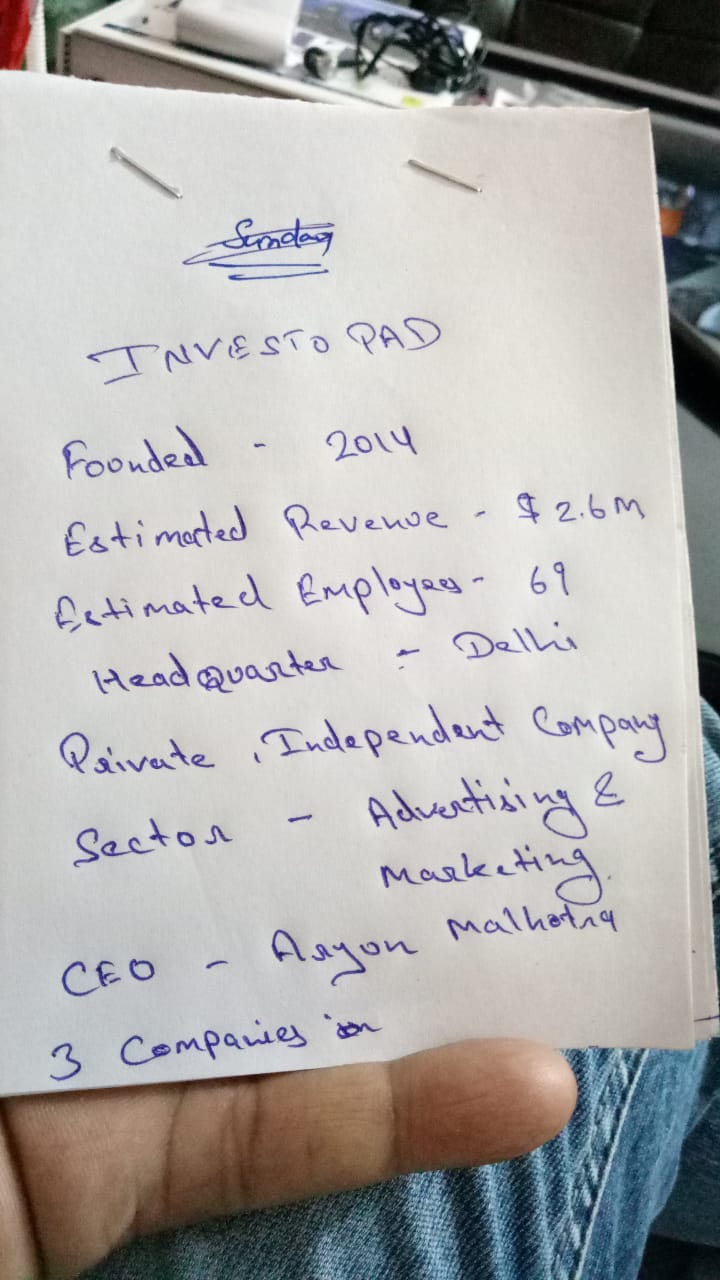 Sunday
INVESTO PAD
Founded - 2014
Estimated Revenue - $ 2.6M
Estimated Employees - 69
Headquarter - Delhi
Private, Independent Company
Sector - Advertising &
Marketing.
CEO - Aryon Malhotra
3 Companies in